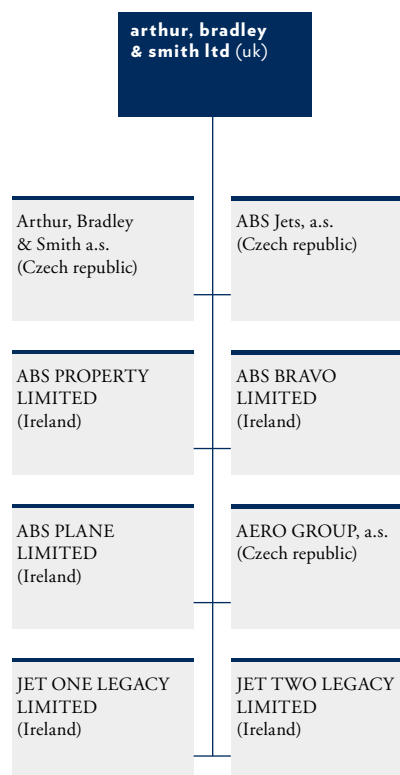 arthur, bradley
& smith ltd (uk)
Arthur, Bradley
& Smith a.s.
(Czech republic)
ABS Jets, a.s.
(Czech republic)
ABS PROPERTY
LIMITED
(Ireland)
ABS BRAVO
LIMITED
(Ireland)
ABS PLANE
LIMITED
(Ireland)
AERO GROUP, a.s.
(Czech republic)
JET ONE LEGACY
LIMITED
(Ireland)
JET TWO LEGACY
LIMITED
(Ireland)